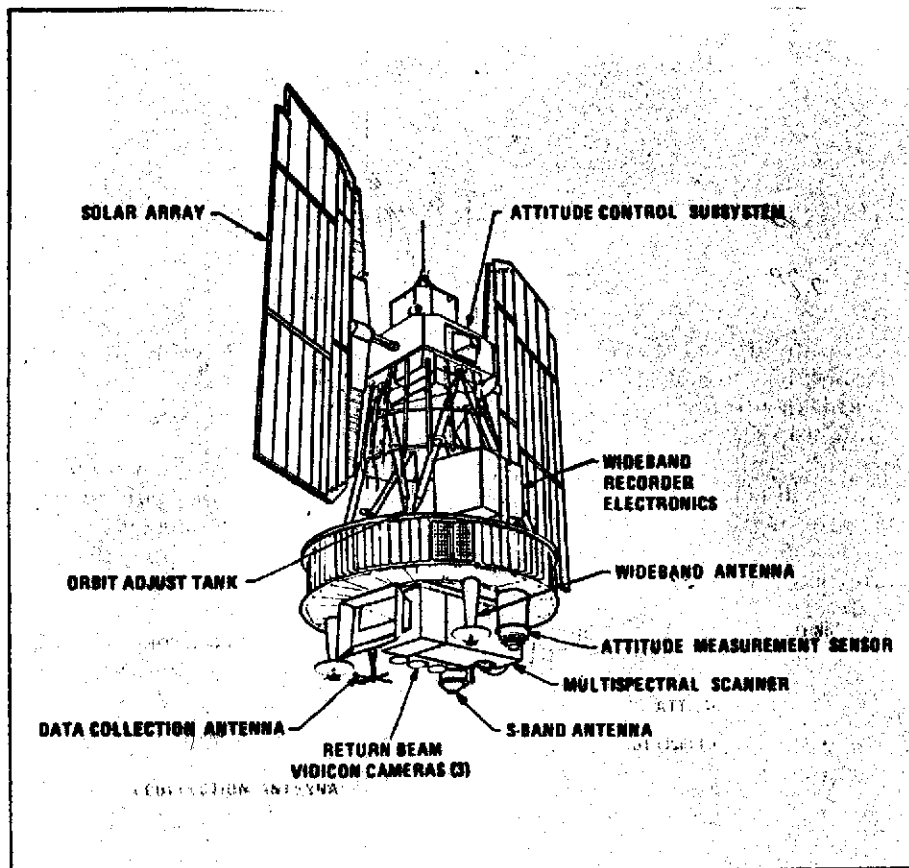 SOLAR ARRAY
ATTITUDE CONTROL SUBSYSTEM
WIDEBAND
RECORDER
ELECTRONICS
ORBIT ADJUST TANK
WIDEBAND ANTENNA
ATTITUDE MEASUREMENT SENSOR
MULTISPECTRAL SCANNER
DATA COLLECTION ANTENNA
S-BAND ANTENNA
RETURN BEAM
VIDICON CAMERAS (3)